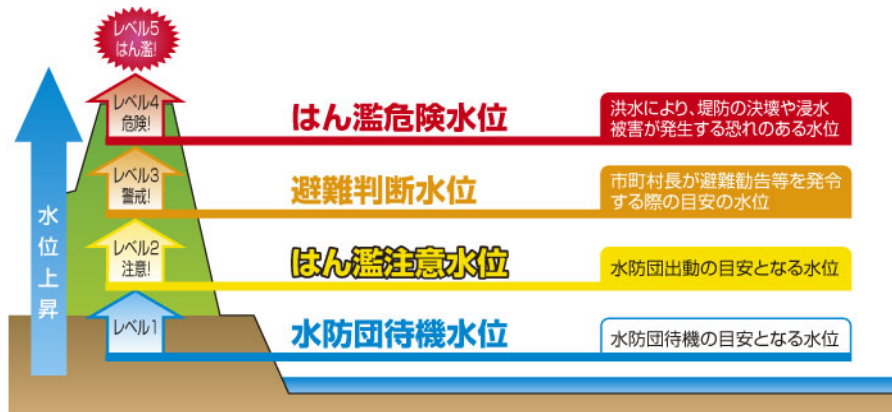 レベル5
はん濫!
レベル4
危険!
はん濫危険水位
洪水により、堤防の決壊や浸水
被害が発生する恐れのある水位
レベル3
警戒!
避難判断水位
市町村長が避難勧告等を発令
する際の目安の水位
レベル2
注意!
はん濫注意水位
水防団出動の目安となる水位
レベル1
水防団待機水位
水防団待機の目安となる水位
水位上昇